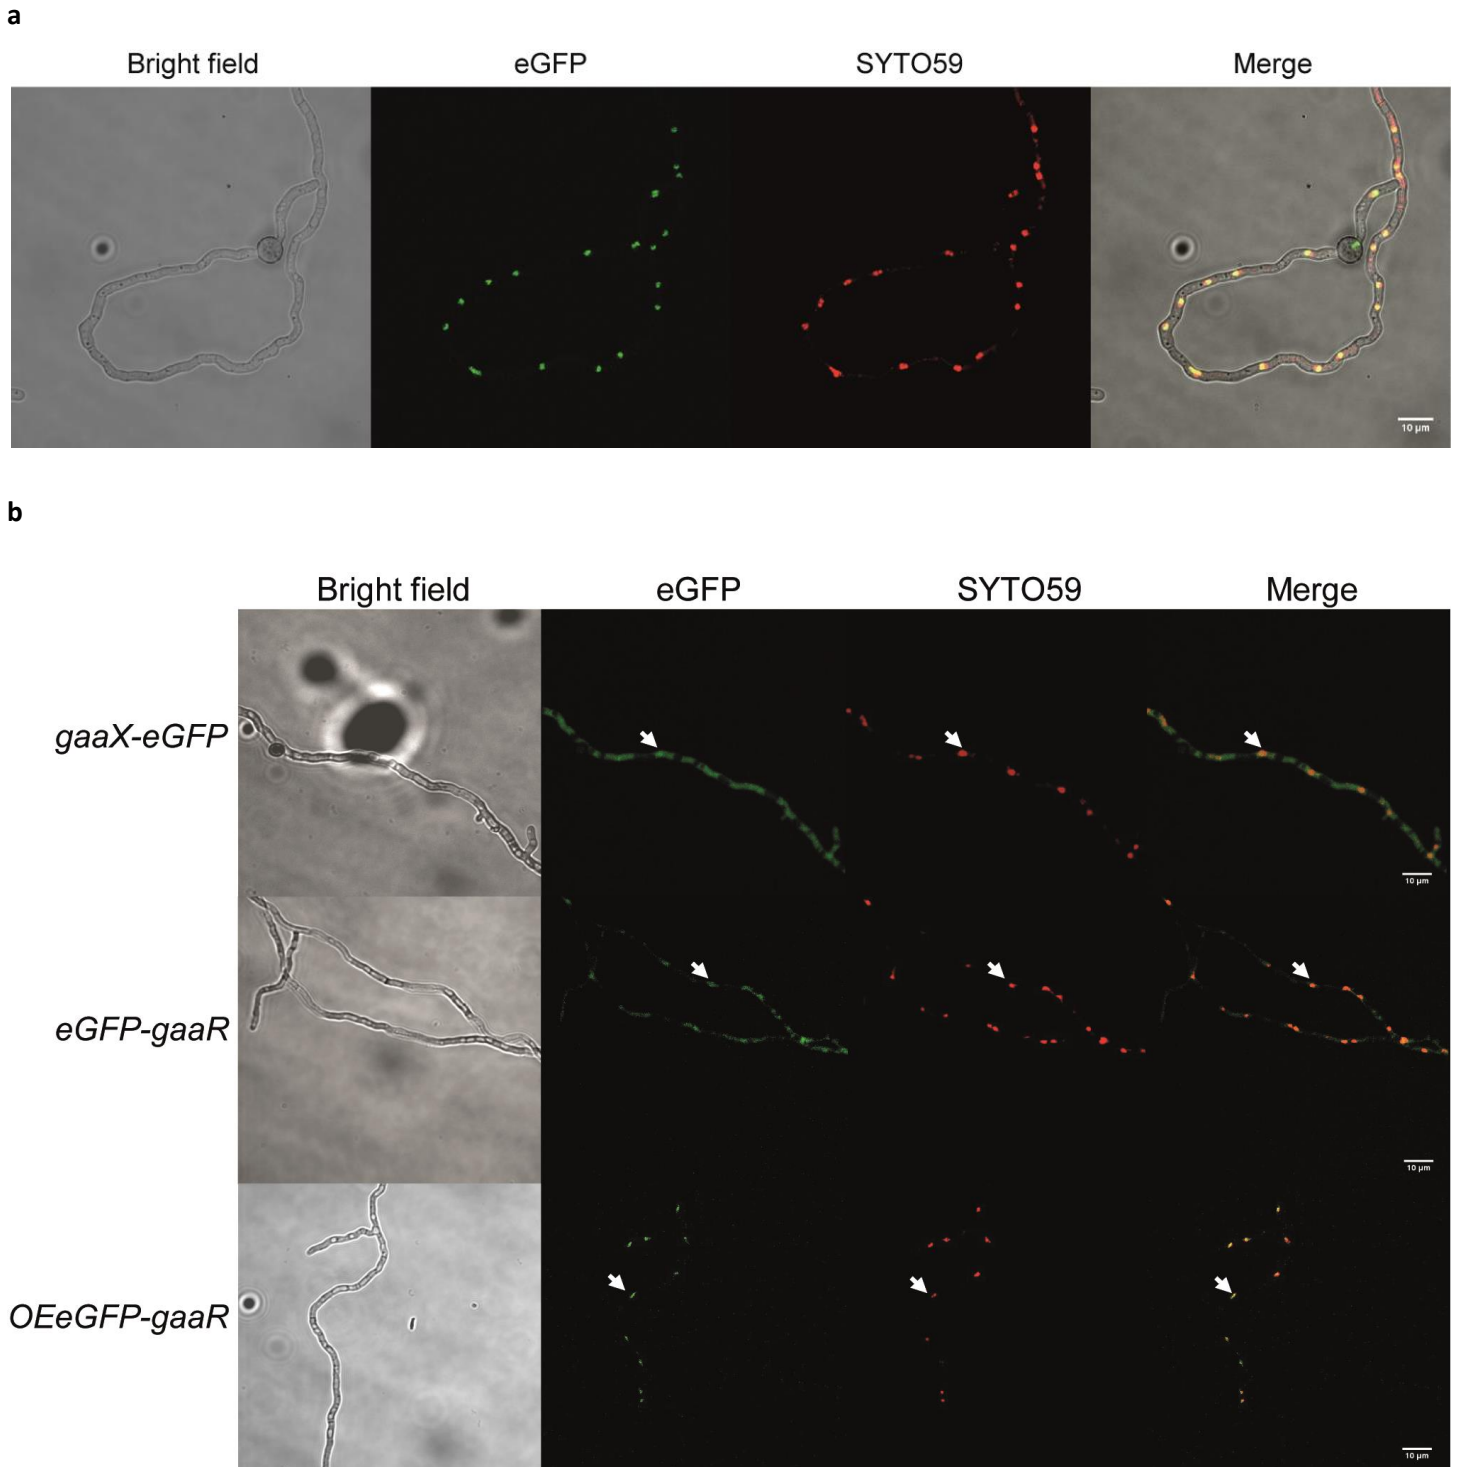 a
Bright field eGFP SYTO59 Merge
10 µm
b
Bright field eGFP SYTO59 Merge
gaaX-eGFP
10 µm
eGFP-gaaR
10 µm
OEeGFP-gaaR
10 µm